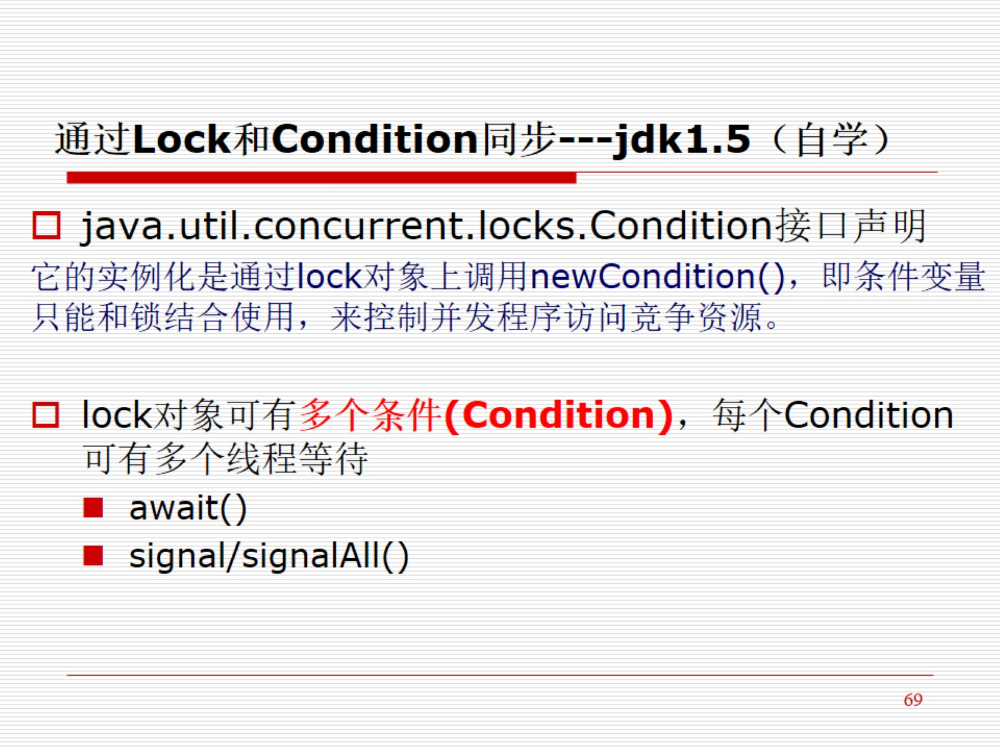 通过Lock和Condition同步---jdk1.5（自学）
java.util.concurrent.locks.Condition接口声明
它的实例化是通过lock对象上调用newCondition()，即条件变量
只能和锁结合使用，来控制并发程序访问竞争资源。
lock对象可有多个条件(Condition)，每个Condition
可有多个线程等待
await()
signal/signalAll()
69